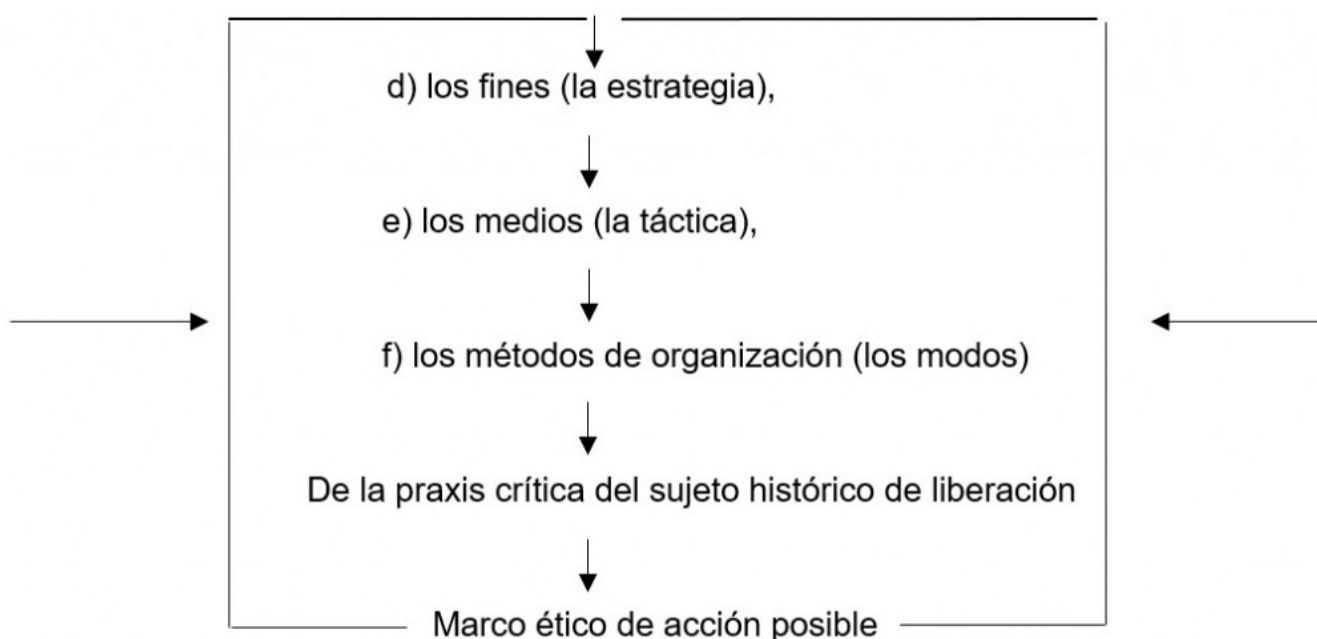 d) los fines (la estrategia),
e) los medios (la táctica),
f) los métodos de organización (los modos)
De la praxis crítica del sujeto histórico de liberación
Marco ético de acción posible